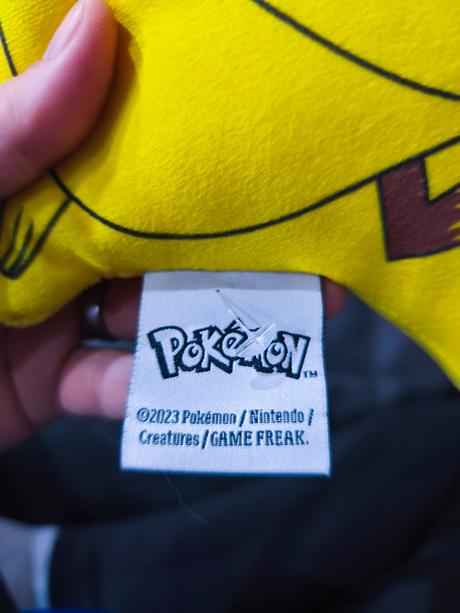 Pokémon™
©2023 Pokémon / Nintendo /
Creatures / GAME FREAK.